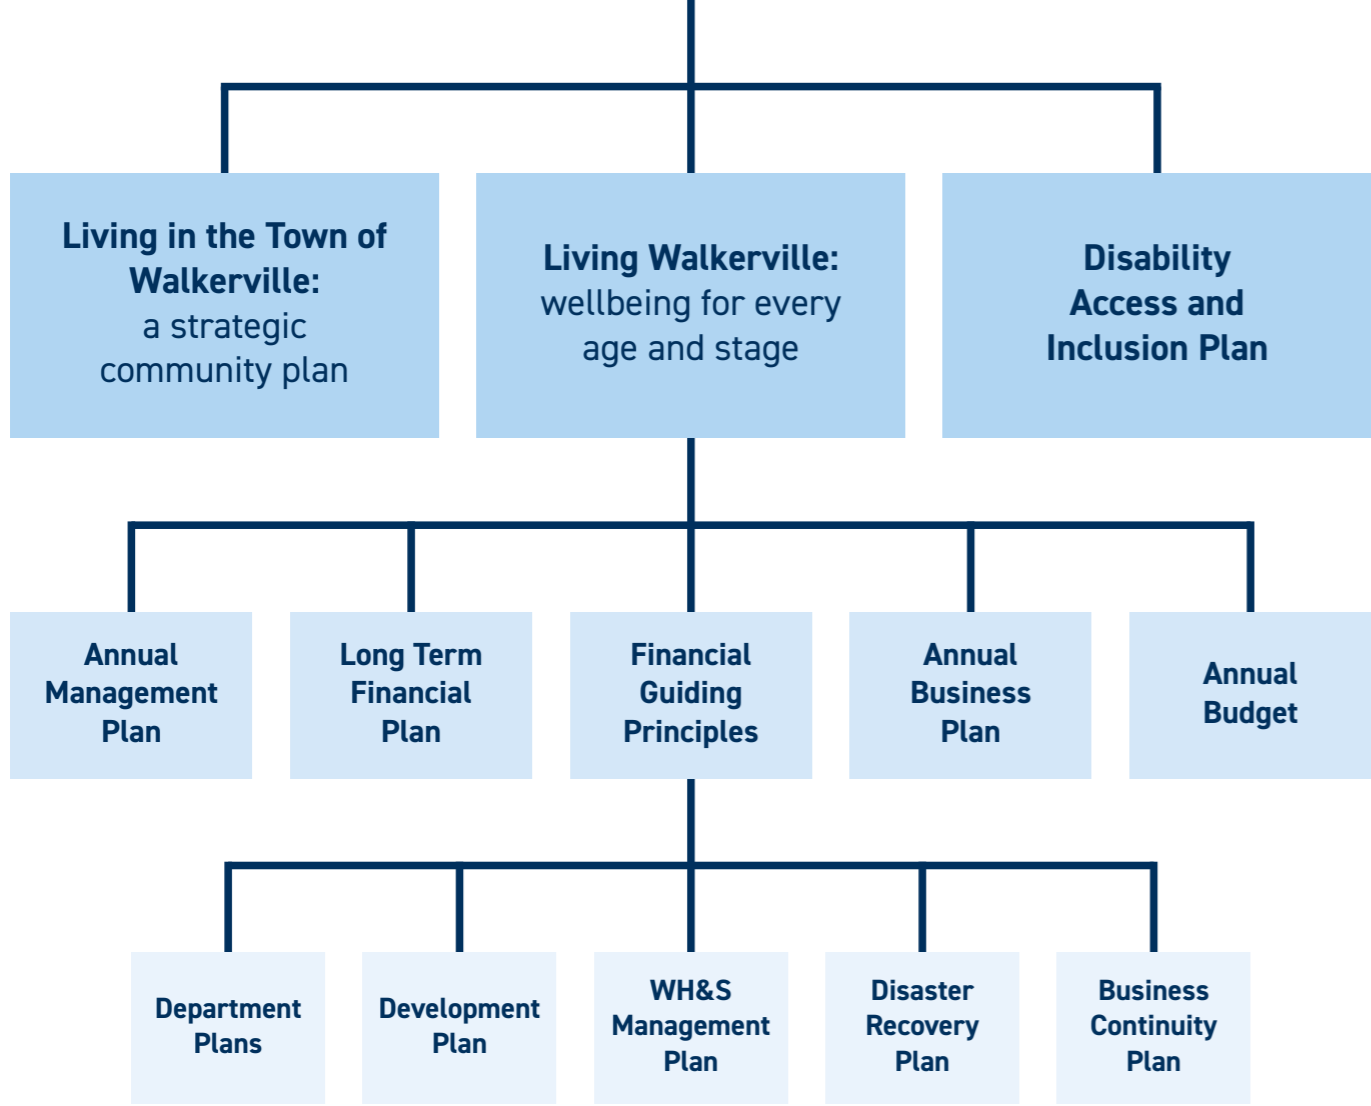 Living in the Town of
Walkerville:
a strategic
community plan
Living Walkerville:
wellbeing for every
age and stage
Disability
Access and
Inclusion Plan
Annual
Management
Plan
Long Term
Financial
Plan
Financial
Guiding
Principles
Annual
Business
Plan
Annual
Budget
Department
Plans
Development
Plan
WH&S
Management
Plan
Disaster
Recovery
Plan
Business
Continuity
Plan